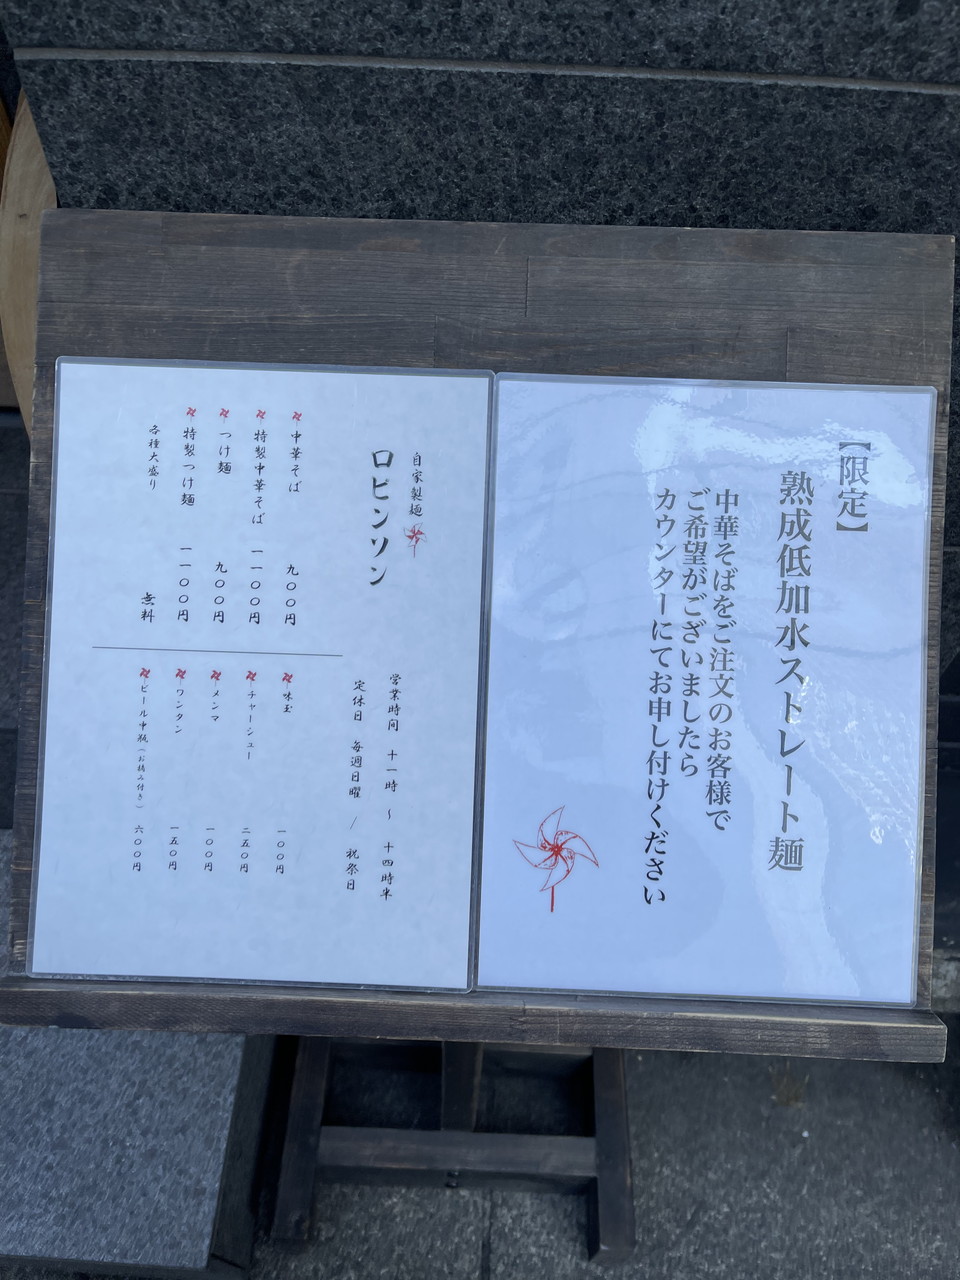 【限定】
熟成低加水ストレート麺
中華そばをご注文のお客様で
ご希望がございましたら
カウンターにてお申し付けください
自家製麺
ロビンソン
営業時間 十一時 ~ 十四時半
定休日 毎週日曜 / 祝祭日
中華そば 九〇〇円
特製中華そば 一一〇〇円
つけ麺 九〇〇円
特製つけ麺 一一〇〇円
各種大盛り 無料
味玉 一〇〇円
チャーシュー 二五〇円
メンマ 一〇〇円
ワンタン 一五〇円
ビール中瓶(お摘み付き) 六〇〇円